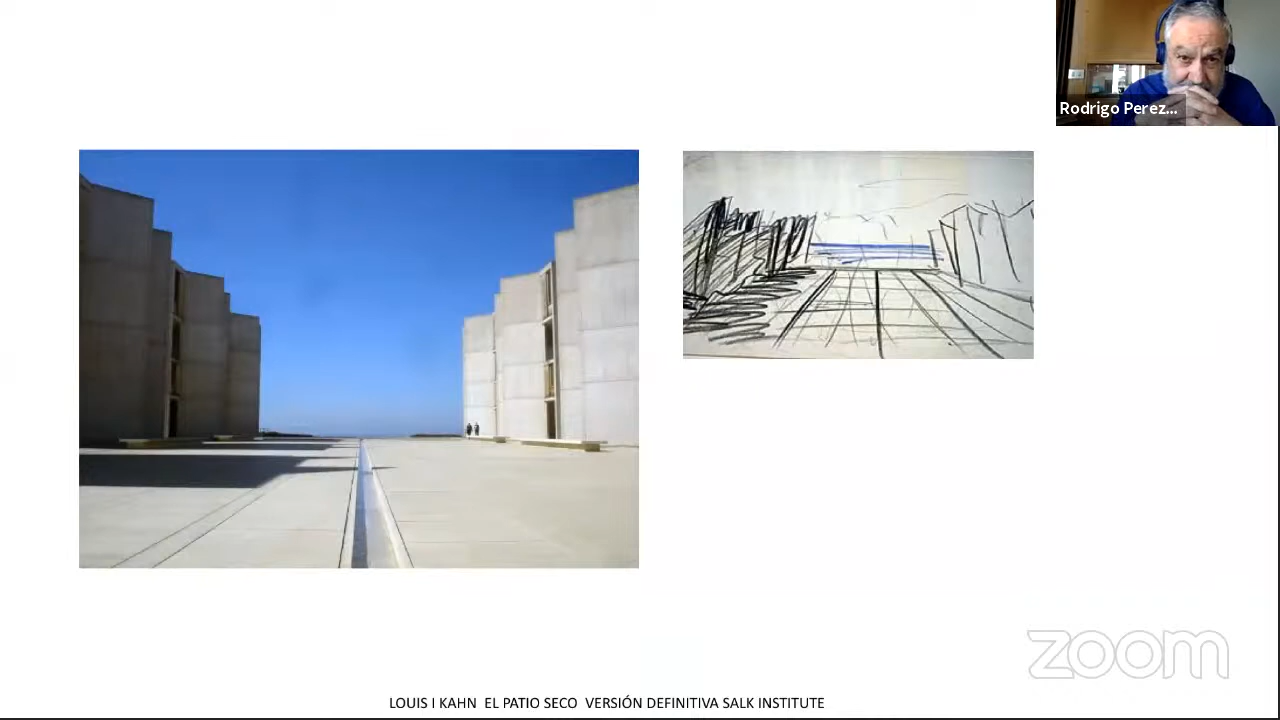 Rodrigo Perez...
zoom
LOUIS I KAHN EL PATIO SECO VERSIÓN DEFINITIVA SALK INSTITUTE